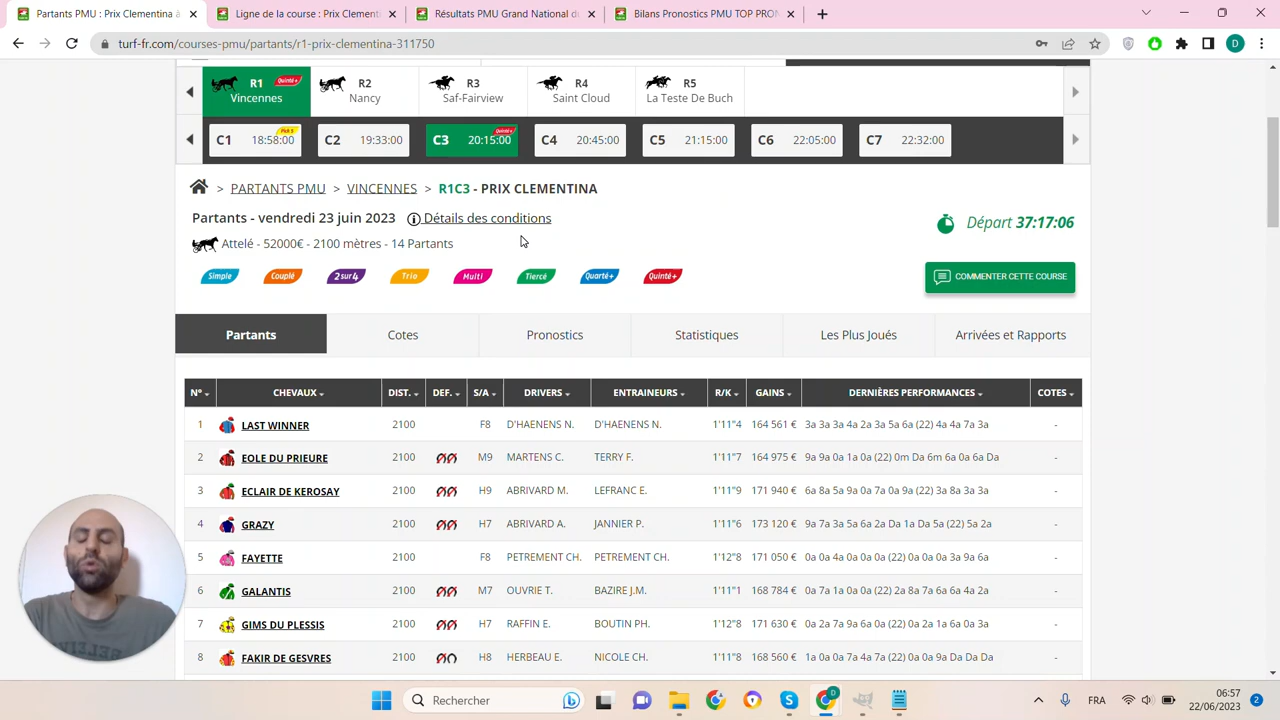 Partants PMU : Prix Clementina à
Ligne de la course : Prix Clement
Résultats PMU Grand National du
Bilans Pronostics PMU TOP PRON
turf-fr.com/courses-pmu/partants/r1-prix-clementina-311750
D
R1 Quinté+
Vincennes
R2
Nancy
R3
Saf-Fairview
R4
Saint Cloud
R5
La Teste De Buch
C1 18:58:00 Pick 5
C2 19:33:00
C3 20:15:00 Quinté+
C4 20:45:00
C5 21:15:00
C6 22:05:00
C7 22:32:00
> PARTANTS PMU > VINCENNES > R1C3 - PRIX CLEMENTINA
Partants - vendredi 23 juin 2023 Détails des conditions
Départ 37:17:06
Attelé - 52000€ - 2100 mètres - 14 Partants
Simple Couplé 2sur4 Trio Multi Tiercé Quarté+ Quinté+
COMMENTER CETTE COURSE
Partants Cotes Pronostics Statistiques Les Plus Joués Arrivées et Rapports
N° CHEVAUX DIST. DEF. S/A DRIVERS ENTRAINEURS R/K GAINS DERNIÈRES PERFORMANCES COTES
1 LAST WINNER 2100 F8 D'HAENENS N. D'HAENENS N. 1'11"4 164 561 € 3a 3a 3a 4a 2a 3a 5a 6a (22) 4a 4a 7a 3a -
2 EOLE DU PRIEURE 2100 M9 MARTENS C. TERRY F. 1'11"7 164 975 € 9a 9a 0a 1a 0a (22) 0m Da 6m 6a 0a 6a Da -
3 ECLAIR DE KEROSAY 2100 H9 ABRIVARD M. LEFRANC E. 1'11"9 171 940 € 6a 8a 5a 9a 0a 7a 0a 9a (22) 3a 8a 3a 3a -
4 GRAZY 2100 H7 ABRIVARD A. JANNIER P. 1'11"6 173 120 € 9a 7a 3a 5a 6a 2a Da 1a Da 5a (22) 5a 2a -
5 FAYETTE 2100 F8 PETREMENT CH. PETREMENT CH. 1'12"8 171 050 € 0a 0a 4a 0a 0a 0a (22) 0a 0a 0a 3a 9a 6a -
6 GALANTIS 2100 M7 OUVRIE T. BAZIRE J.M. 1'11"1 168 784 € 0a 7a 1a 0a 0a (22) 2a 8a 7a 6a 6a 4a 2a -
7 GIMS DU PLESSIS 2100 H7 RAFFIN E. BOUTIN PH. 1'12"8 171 630 € 0a 2a 7a 9a 6a 0a (22) 0a 2a 1a 6a 0a 3a -
8 FAKIR DE GESVRES 2100 H8 HERBEAU E. NICOLE CH. 1'11"8 168 560 € 1a 0a 0a 7a 4a 7a (22) 0a 0a 9a Da Da Da -
Rechercher
FRA
06:57
22/06/2023
2